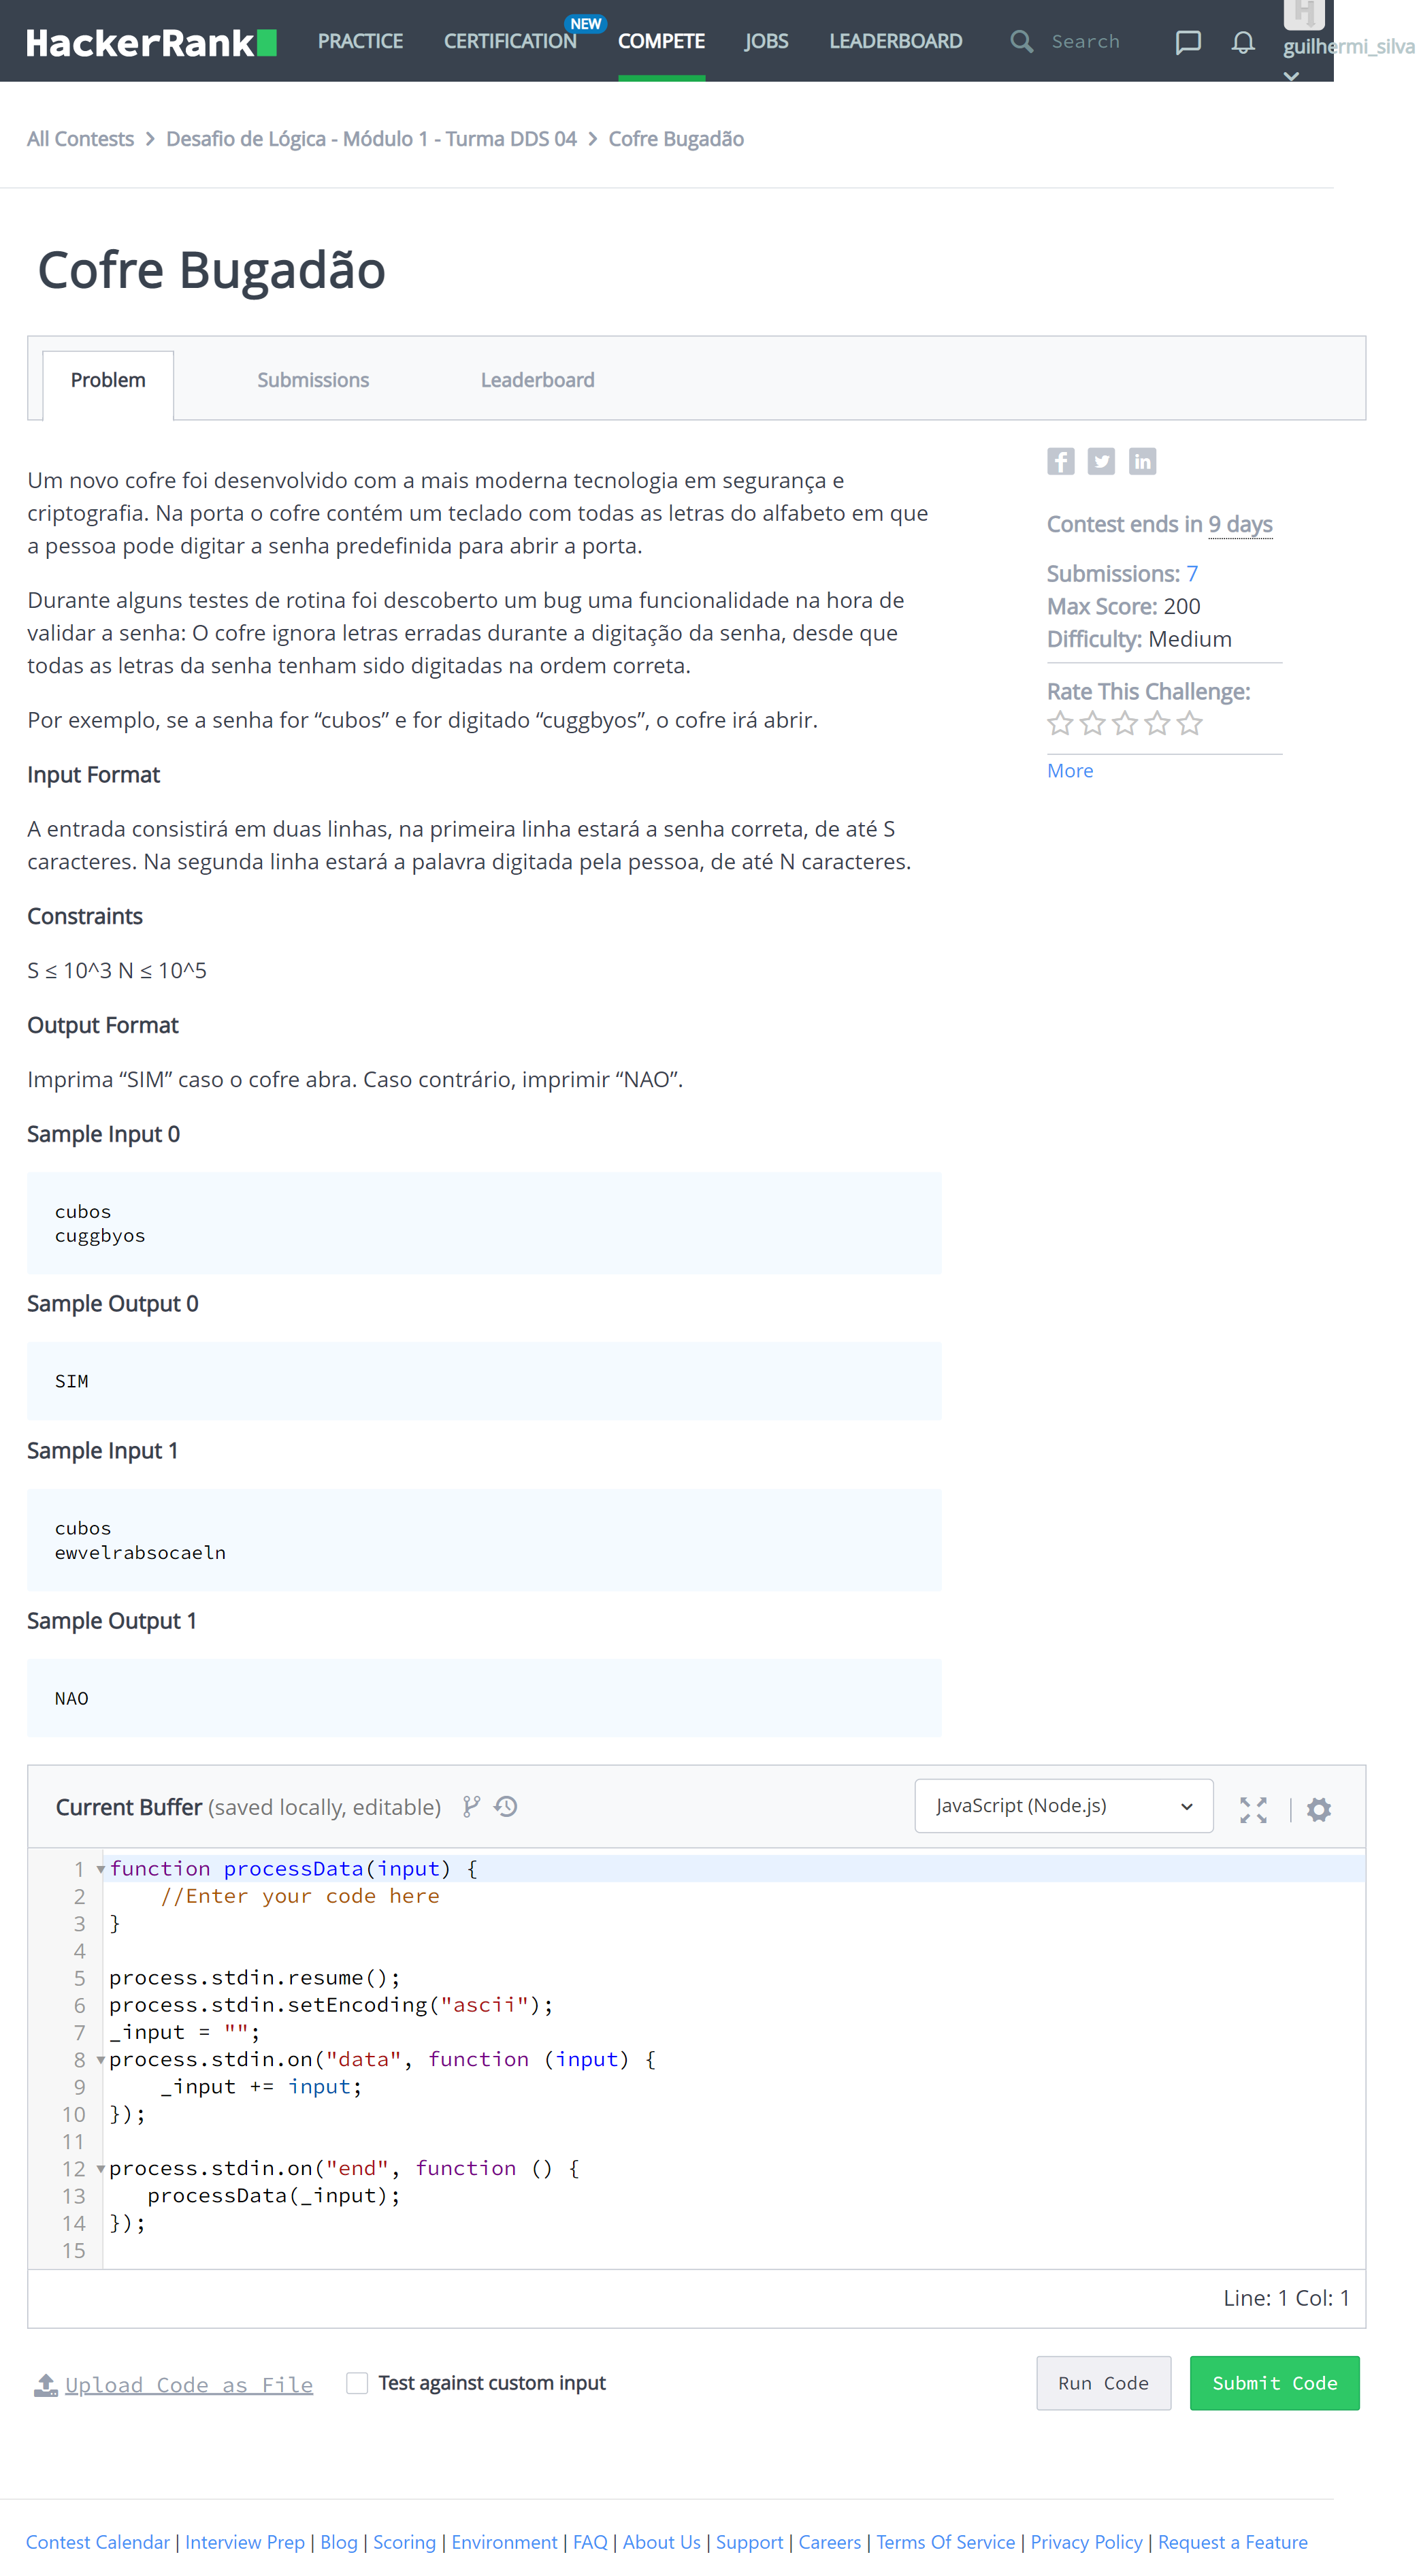 HackerRank
PRACTICE
CERTIFICATION
NEW
COMPETE
JOBS
LEADERBOARD
Search
guilhermi_silva
All Contests > Desafio de Lógica - Módulo 1 - Turma DDS 04 > Cofre Bugadão
Cofre Bugadão
Problem
Submissions
Leaderboard
Um novo cofre foi desenvolvido com a mais moderna tecnologia em segurança e
criptografia. Na porta o cofre contém um teclado com todas as letras do alfabeto em que
a pessoa pode digitar a senha predefinida para abrir a porta.
Durante alguns testes de rotina foi descoberto um bug uma funcionalidade na hora de
validar a senha: O cofre ignora letras erradas durante a digitação da senha, desde que
todas as letras da senha tenham sido digitadas na ordem correta.
Por exemplo, se a senha for “cubos” e for digitado “cuggbyos”, o cofre irá abrir.
Input Format
A entrada consistirá em duas linhas, na primeira linha estará a senha correta, de até S
caracteres. Na segunda linha estará a palavra digitada pela pessoa, de até N caracteres.
Constraints
S ≤ 10^3 N ≤ 10^5
Output Format
Imprima “SIM” caso o cofre abra. Caso contrário, imprimir “NAO”.
Sample Input 0
cubos
cuggbyos
Sample Output 0
SIM
Sample Input 1
cubos
ewvelrabsocaeln
Sample Output 1
NAO
Contest ends in 9 days
Submissions: 7
Max Score: 200
Difficulty: Medium
Rate This Challenge:
More
Current Buffer (saved locally, editable)
JavaScript (Node.js)
1 function processData(input) {
2     //Enter your code here
3 }
4
5 process.stdin.resume();
6 process.stdin.setEncoding("ascii");
7 _input = "";
8 process.stdin.on("data", function (input) {
9     _input += input;
10 });
11
12 process.stdin.on("end", function () {
13    processData(_input);
14 });
15
Line: 1 Col: 1
Upload Code as File
Test against custom input
Run Code
Submit Code
Contest Calendar | Interview Prep | Blog | Scoring | Environment | FAQ | About Us | Support | Careers | Terms Of Service | Privacy Policy | Request a Feature